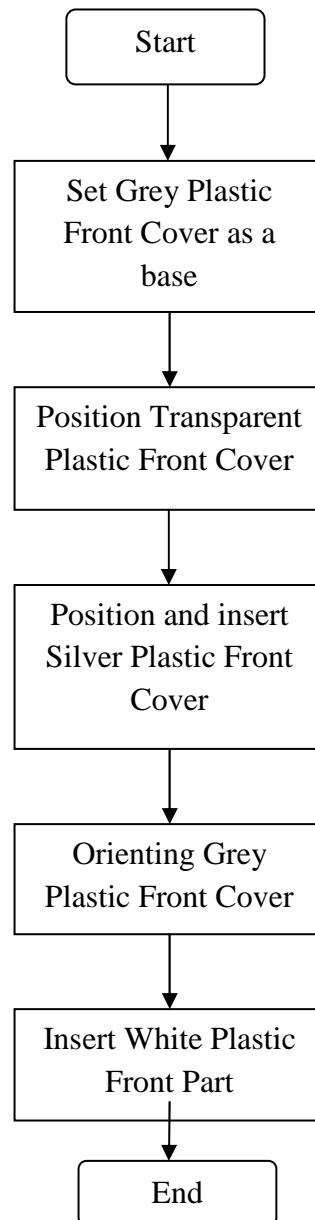 Start
Set Grey Plastic
Front Cover as a
base
Position Transparent
Plastic Front Cover
Position and insert
Silver Plastic Front
Cover
Orienting Grey
Plastic Front Cover
Insert White Plastic
Front Part
End